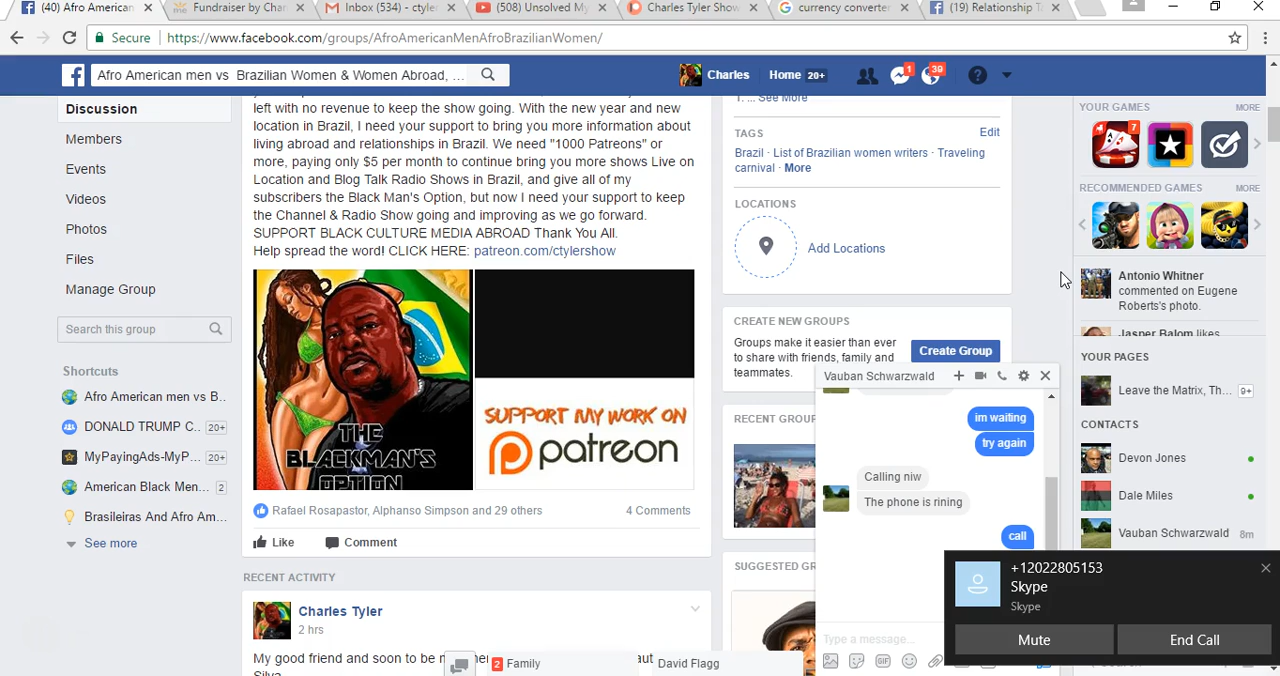 (40) Afro American
Fundraiser by Char
Inbox (534) - ctyler
(508) Unsolved My
Charles Tyler Show
currency converter
(19) Relationship T
Secure
https://www.facebook.com/groups/AfroAmericanMenAfroBrazilianWomen/
Afro American men vs Brazilian Women & Women Abroad, ...
Charles
Home 20+
1
39
Discussion
Members
Events
Videos
Photos
Files
Manage Group
Search this group
Shortcuts
Afro American men vs B..
DONALD TRUMP C.. 20+
MyPayingAds-MyP... 20+
American Black Men... 2
Brasileiras And Afro Am...
See more
left with no revenue to keep the show going. With the new year and new
location in Brazil, I need your support to bring you more information about
living abroad and relationships in Brazil. We need "1000 Patreons" or
more, paying only $5 per month to continue bring you more shows Live on
Location and Blog Talk Radio Shows in Brazil, and give all of my
subscribers the Black Man's Option, but now I need your support to keep
the Channel & Radio Show going and improving as we go forward.
SUPPORT BLACK CULTURE MEDIA ABROAD Thank You All.
Help spread the word! CLICK HERE: patreon.com/ctylershow
THE
BLACKMAN'S
OPTION
SUPPORT MY WORK ON
patreon
Rafael Rosapastor, Alphonso Simpson and 29 others
4 Comments
Like
Comment
RECENT ACTIVITY
Charles Tyler
2 hrs
My good friend and soon to be
Silva
1. ... See More
TAGS
Edit
Brazil · List of Brazilian women writers · Traveling
carnival · More
LOCATIONS
Add Locations
CREATE NEW GROUPS
Groups make it easier than ever
to share with friends, family and
teammates.
Create Group
RECENT GROUP
SUGGESTED GR
Vauban Schwarzwald
im waiting
try again
Calling niw
The phone is rining
call
Type a message...
2 Family
David Flagg
YOUR GAMES
MORE
7
RECOMMENDED GAMES
MORE
Antonio Whitner
commented on Eugene
Roberts's photo.
Jasper Balom likes
YOUR PAGES
Leave the Matrix, Th... 9+
CONTACTS
Devon Jones
Dale Miles
Vauban Schwarzwald 8m
+12022805153
Skype
Skype
Mute
End Call